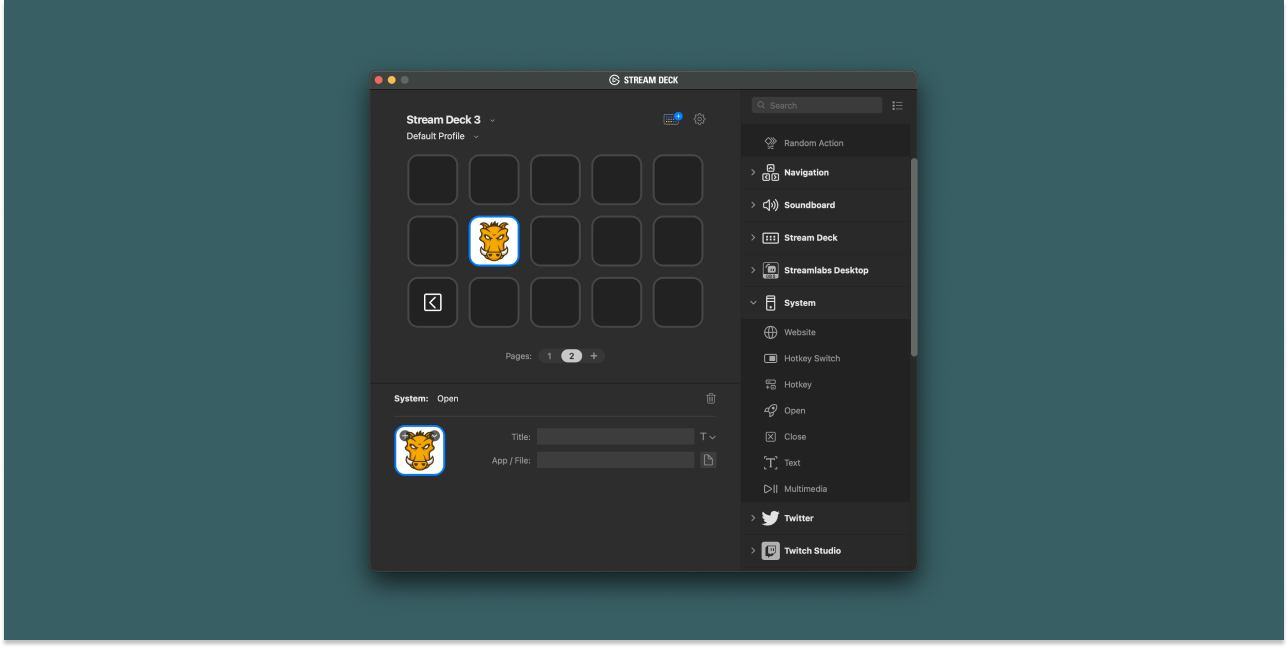 STREAM DECK
Stream Deck 3
Default Profile
Pages: 1 2 +
System: Open
Title:
T
App / File:
Search
Random Action
Navigation
Soundboard
Stream Deck
Streamlabs Desktop
System
Website
Hotkey Switch
Hotkey
Open
Close
Text
Multimedia
Twitter
Twitch Studio